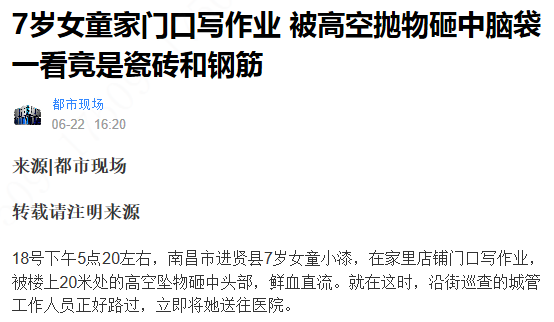 7岁女童家门口写作业 被高空抛物砸中脑袋
一看竟是瓷砖和钢筋
都市现场
06-22 16:20
来源|都市现场
转载请注明来源
18号下午5点20左右，南昌市进贤县7岁女童小漆，在家里店铺门口写作业，
被楼上20米处的高空坠物砸中头部，鲜血直流。就在这时，沿街巡查的城管
工作人员正好路过，立即将她送往医院。